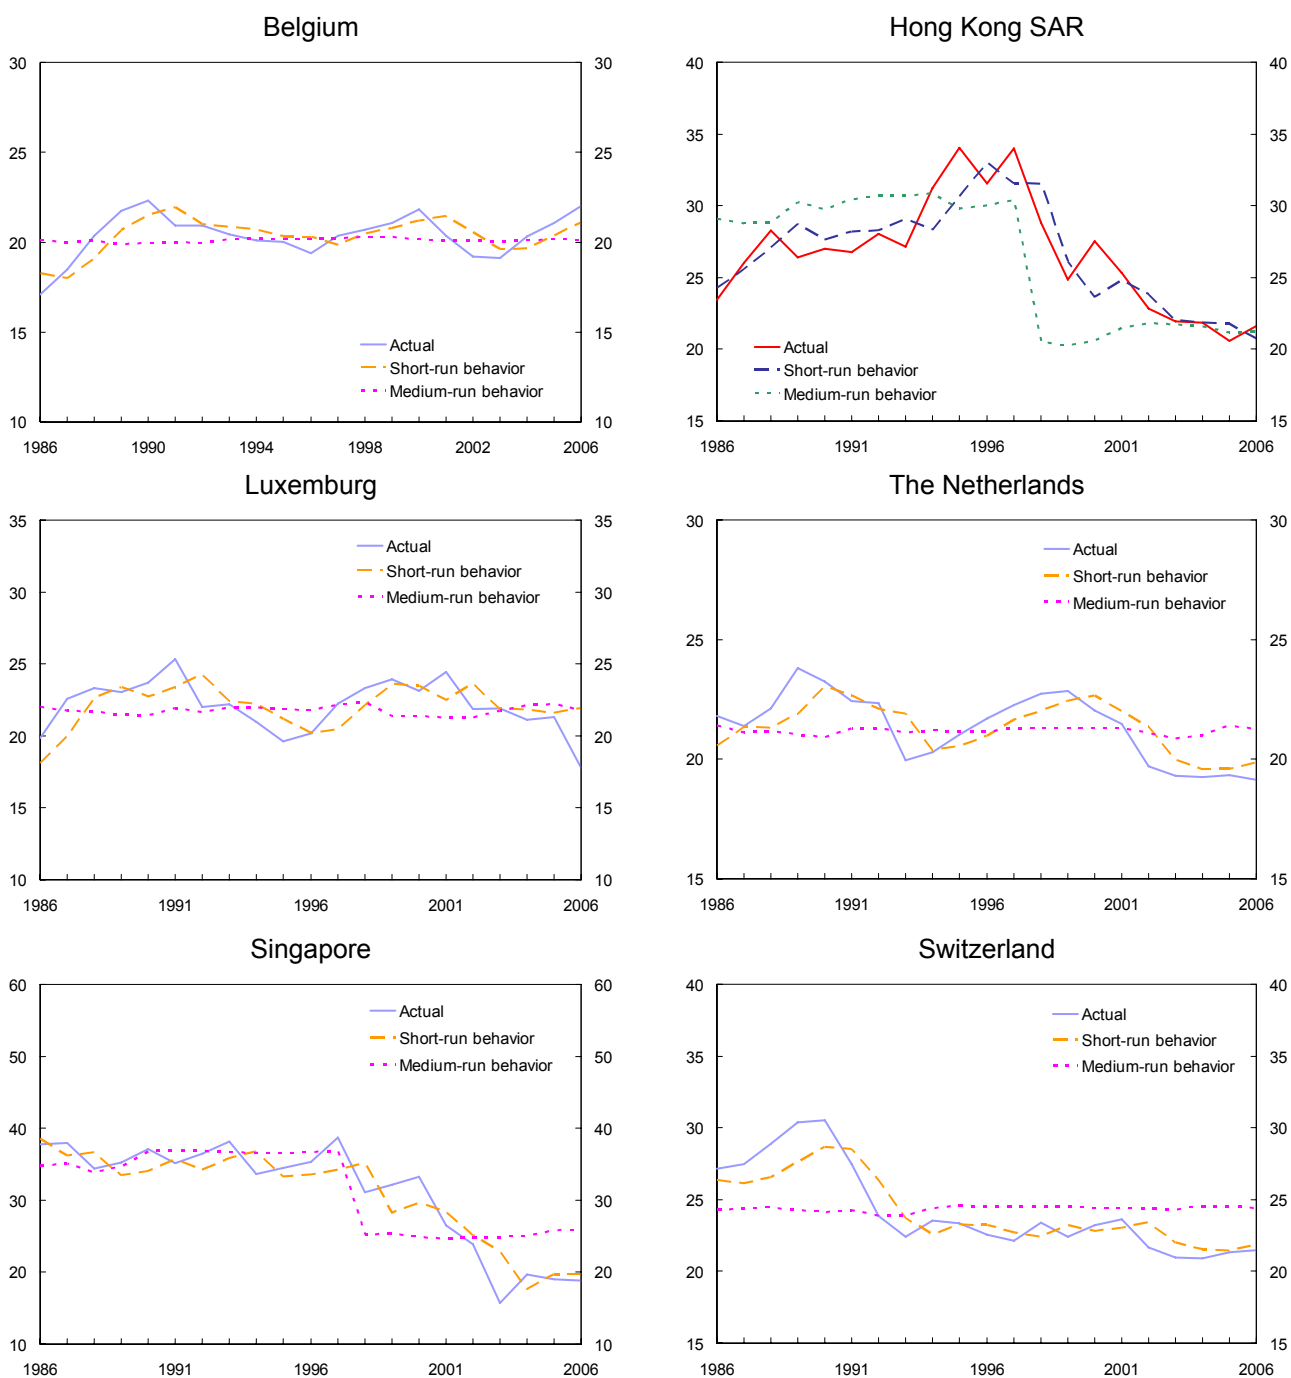 Belgium
30 30
25 25
20 20
15 15
10 10
Actual
Short-run behavior
Medium-run behavior
1986 1990 1994 1998 2002 2006
Hong Kong SAR
40 40
35 35
30 30
25 25
20 20
15 15
Actual
Short-run behavior
Medium-run behavior
1986 1991 1996 2001 2006
Luxemburg
35 35
30 30
25 25
20 20
15 15
10 10
Actual
Short-run behavior
Medium-run behavior
1986 1991 1996 2001 2006
The Netherlands
30 30
25 25
20 20
15 15
Actual
Short-run behavior
Medium-run behavior
1986 1991 1996 2001 2006
Singapore
60 60
50 50
40 40
30 30
20 20
10 10
Actual
Short-run behavior
Medium-run behavior
1986 1991 1996 2001 2006
Switzerland
40 40
35 35
30 30
25 25
20 20
15 15
Actual
Short-run behavior
Medium-run behavior
1986 1991 1996 2001 2006